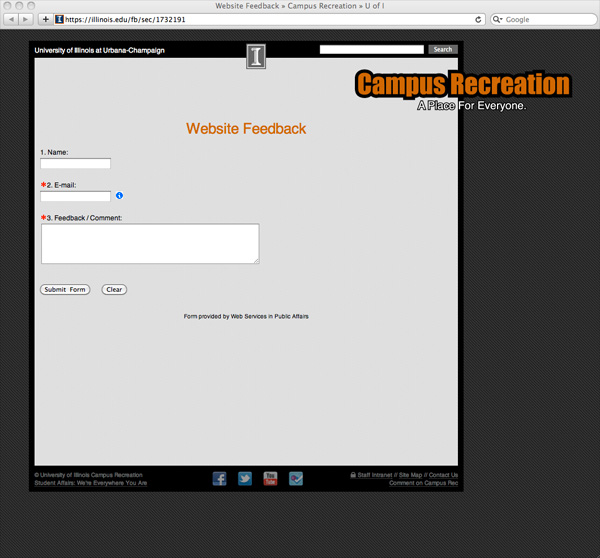 Website Feedback » Campus Recreation » U of I
https://illinois.edu/fb/sec/1732191
Google
University of Illinois at Urbana-Champaign
I
Search
Campus Recreation
A Place For Everyone.
Website Feedback
1. Name:
*2. E-mail:
*3. Feedback / Comment:
Submit Form Clear
Form provided by Web Services in Public Affairs
© University of Illinois Campus Recreation
Student Affairs: We're Everywhere You Are
You Tube
Staff Intranet // Site Map // Contact Us
Comment on Campus Rec